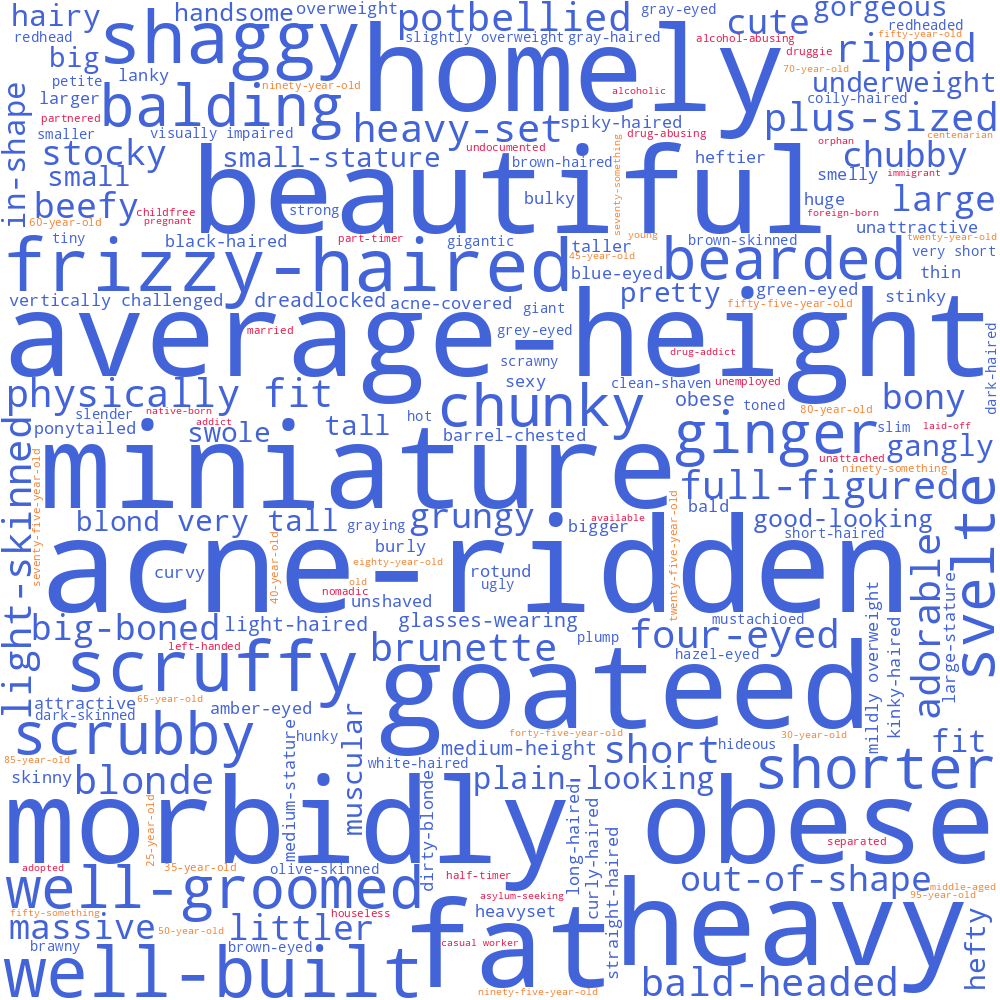 hairy
handsome
overweight
potbellied
gray-eyed
cute
gorgeous
redheaded
redhead
shaggy
slightly overweight
gray-haired
alcohol-abusing
fifty-year-old
big
homely
druggie
ripped
petite
lanky
ninety-year-old
70-year-old
underweight
in-shape
larger
balding
alcoholic
coily-haired
partnered
heavy-set
spiky-haired
plus-sized
smaller
visually impaired
drug-abusing
centenarian
stocky
undocumented
orphan
small-stature
brown-haired
heftier
chubby
small
beautiful
seventy-something
smelly
immigrant
beefy
childfree
strong
bulky
huge
large
60-year-old
pregnant
foreign-born
unattractive
tiny
black-haired
part-timer
gigantic
taller
young
brown-skinned
twenty-year-old
frizzy-haired
45-year-old
bearded
very short
blue-eyed
thin
vertically challenged
dreadlocked
acne-covered
giant
pretty
green-eyed
fifty-five-year-old
stinky
average-height
married
grey-eyed
dark-haired
scrawny
drug-addict
physically fit
sexy
clean-shaven
unemployed
bony
native-born
slender
addict
hot
chunky
obese
toned
80-year-old
ponytailed
swole
tall
barrel-chested
ginger
slim
laid-off
light-skinned
miniature
gangly
unattached
ninety-something
seventy-five-year-old
full-figured
svelte
blond
very tall
graying
grungy
bigger
available
twenty-five-year-old
bald
good-looking
short-haired
acne-ridden
40-year-old
burly
eighty-year-old
curvy
old
nomadic
rotund
ugly
unshaved
adorable
large-stature
big-boned
light-haired
glasses-wearing
mustachioed
mildly overweight
kinky-haired
left-handed
brunette
plump
four-eyed
scruffy
hazel-eyed
goateed
attractive
65-year-old
dark-skinned
amber-eyed
scrubby
medium-stature
hunky
muscular
forty-five-year-old
30-year-old
medium-height
short
hideous
fit
85-year-old
white-haired
skinny
blonde
dirty-blonde
plain-looking
shorter
morbidly obese
25-year-old
long-haired
curly-haired
straight-haired
separated
adopted
35-year-old
olive-skinned
half-timer
well-groomed
out-of-shape
middle-aged
asylum-seeking
95-year-old
fifty-something
houseless
heavyset
heavy
massive
50-year-old
littler
fat
hefty
brawny
brown-eyed
casual worker
well-built
bald-headed
ninety-five-year-old